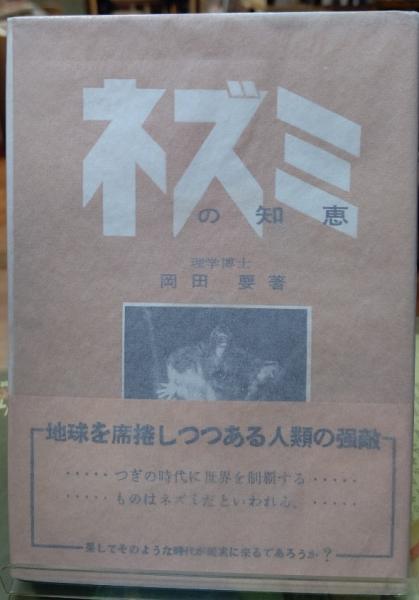 ネズミ
の知恵
理学博士
岡田要著
地球を席捲しつつある人類の强敵
・・・・・つぎの時代に世界を制覇する・・・・・
・・・・・ものはネズミだといわれる。・・・・・
果してそのような時代が現実に来るであろうか?